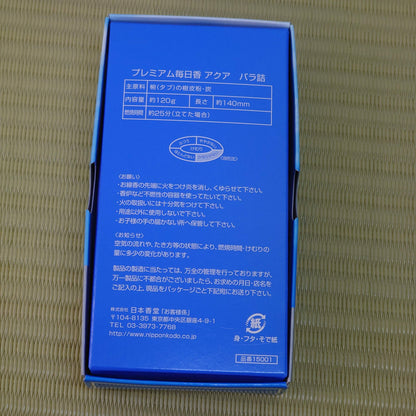 プレミアム毎日香 アクア バラ詰
主原料 椨(タブ)の樹皮粉・炭
内容量 約120g 長さ 約140mm
燃焼時間 約25分(立てた場合)
ふつう
けむり
《お願い》
・お線香の先端に火をつけ炎を消し、くゆらせて下さい。
・香炉など不燃性の容器を使ってたいて下さい。
・火の取扱いには十分気をつけて下さい。
・用途以外に使用しないで下さい。
・お子様の手の届かない所へ保管して下さい。
《お知らせ》
空気の流れや、たき方等の状態により、燃焼時間・けむりの
量に多少の変化があります。
製品の製造に当たっては、万全の管理を行っておりますが、
万一製品に不都合がございましたら、お求めの月日・店名を
ご記入の上、現品をパッケージごと下記宛にお送り下さい。
株式会社 日本香堂「お客様係」
〒104-8135 東京都中央区銀座4-9-1
TEL 03-3973-7768
http://www.nipponkodo.co.jp
紙
身・フタ・そで紙
品番15001